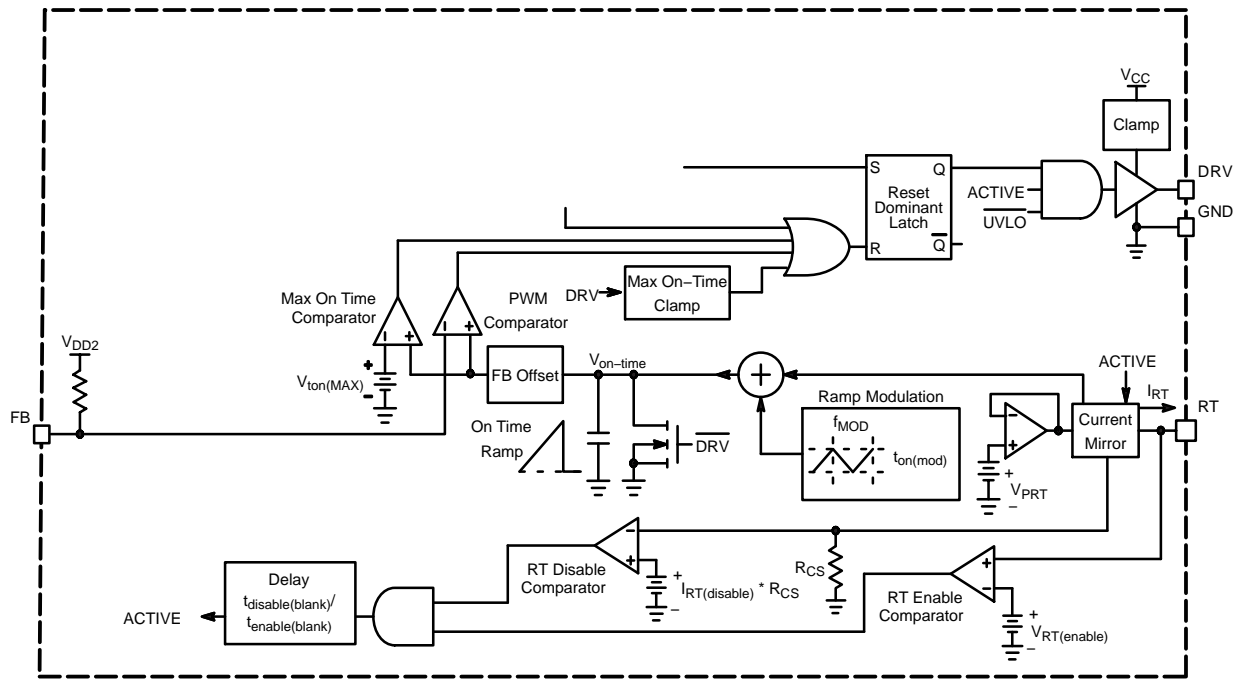 VCC
Clamp
DRV
GND
S
Q
Reset
Dominant
Latch
R
Q
ACTIVE
UVLO
Max On Time
Comparator
PWM
Comparator
DRV
Max On−Time
Clamp
VDD2
Vton(MAX)
FB Offset
Von−time
ACTIVE
IRT
RT
Current
Mirror
Ramp Modulation
fMOD
ton(mod)
FB
On Time
Ramp
DRV
VPRT
RT Disable
Comparator
IRT(disable) * RCS
RCS
RT Enable
Comparator
VRT(enable)
Delay
tdisable(blank)/
tenable(blank)
ACTIVE